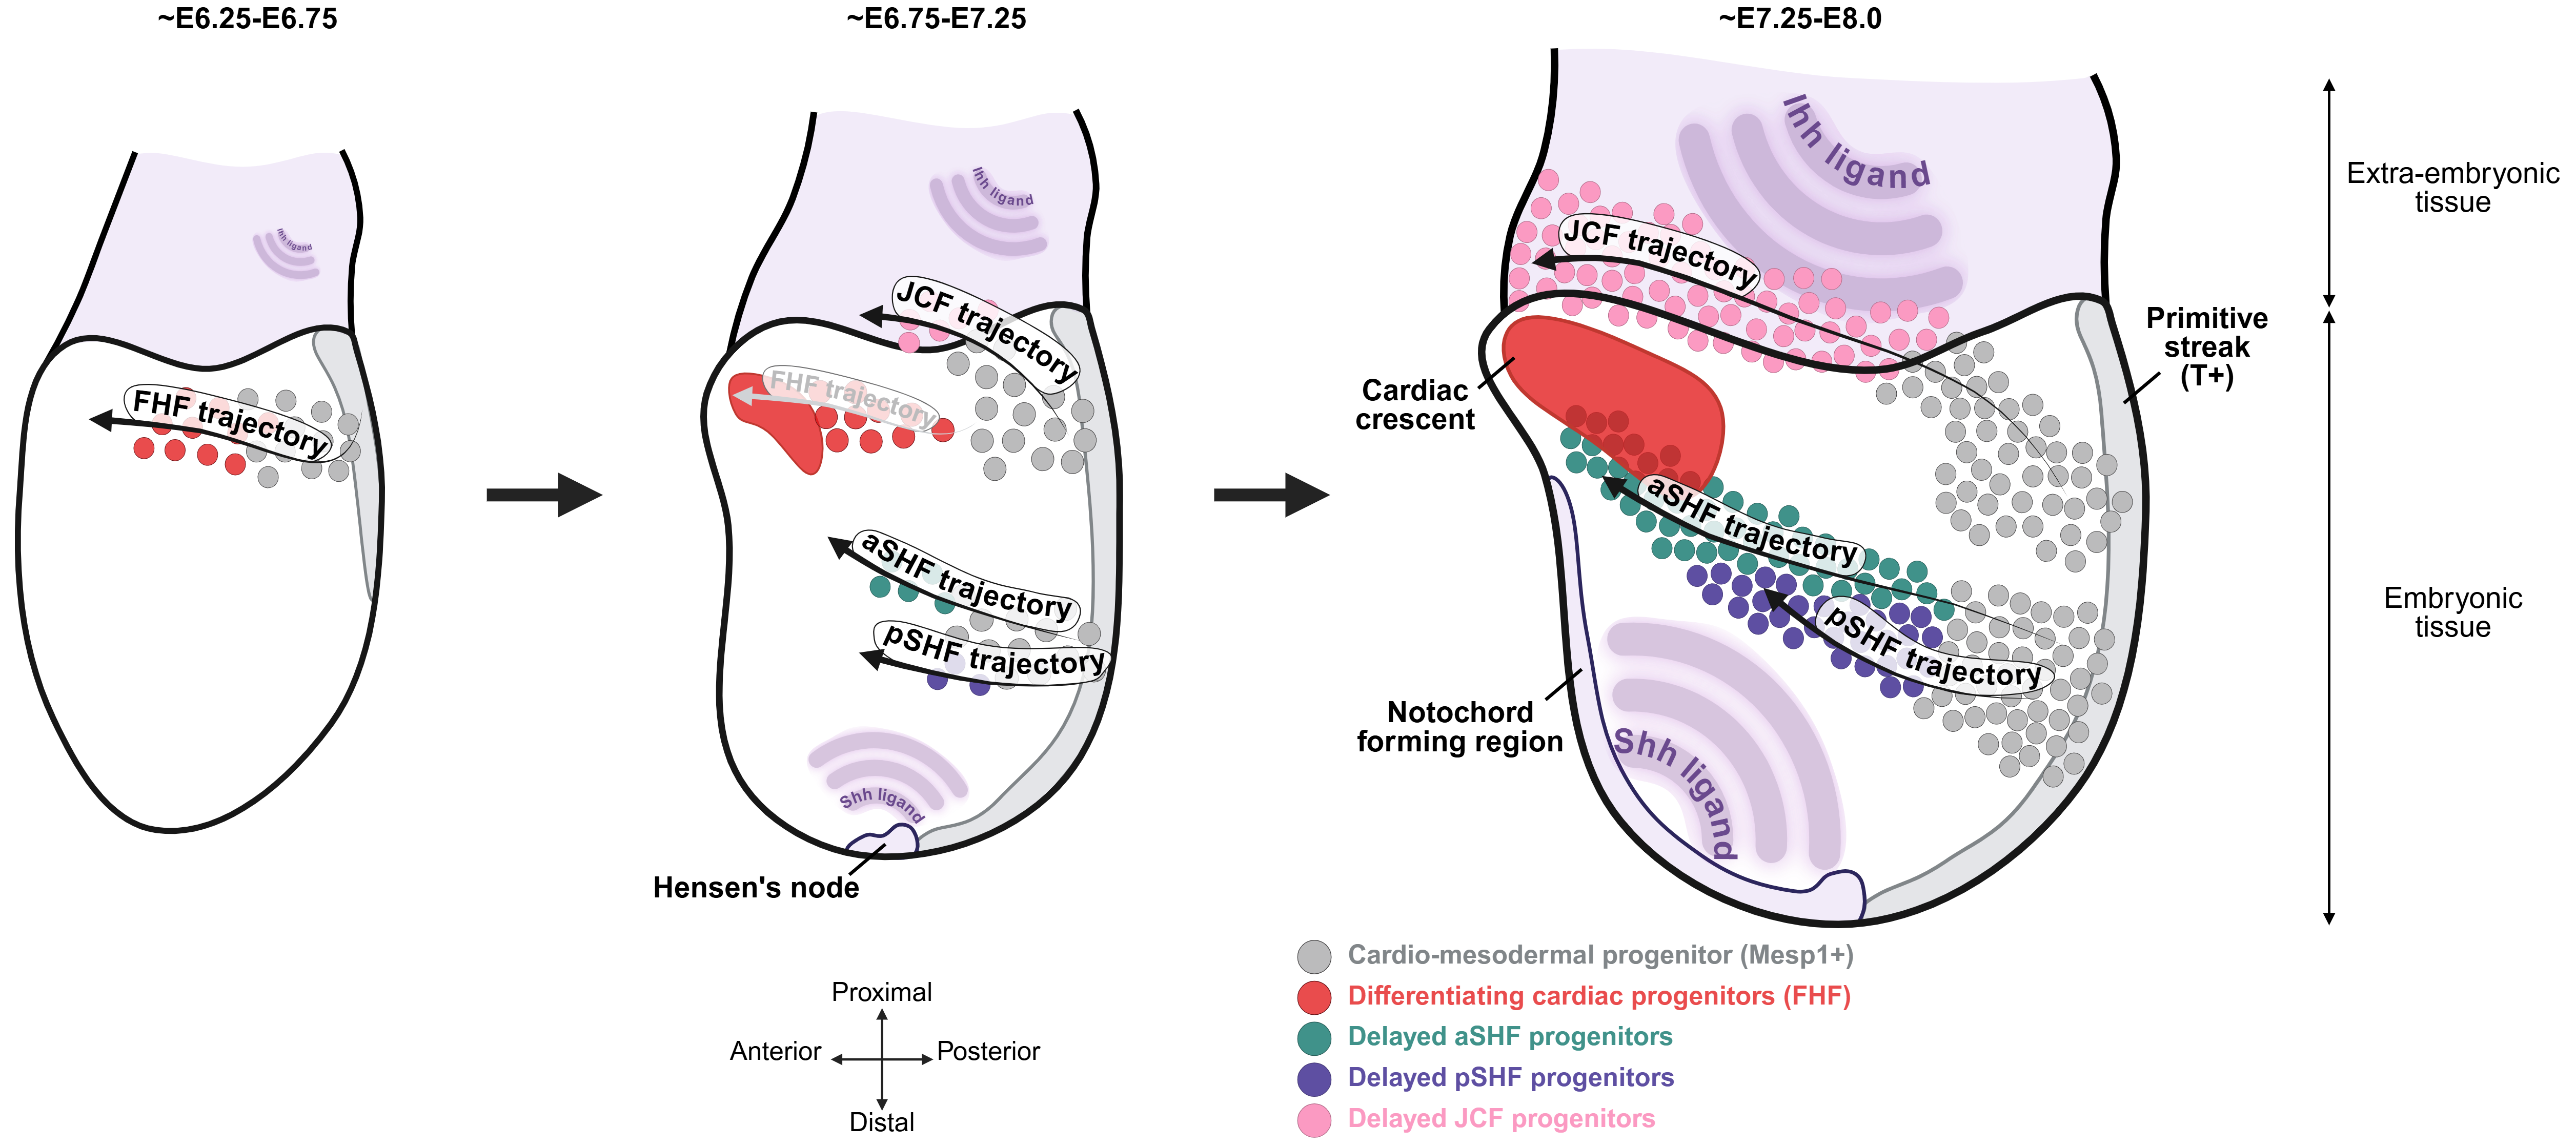 ~E6.25-E6.75
~E6.75-E7.25
~E7.25-E8.0
Ihh ligand
FHF trajectory
Ihh ligand
JCF trajectory
FHF trajectory
aSHF trajectory
pSHF trajectory
Shh ligand
Hensen's node
Ihh ligand
JCF trajectory
Cardiac
crescent
aSHF trajectory
pSHF trajectory
Notochord
forming region
Shh ligand
Primitive
streak
(T+)
Extra-embryonic
tissue
Embryonic
tissue
Proximal
Anterior
Posterior
Distal
Cardio-mesodermal progenitor (Mesp1+)
Differentiating cardiac progenitors (FHF)
Delayed aSHF progenitors
Delayed pSHF progenitors
Delayed JCF progenitors